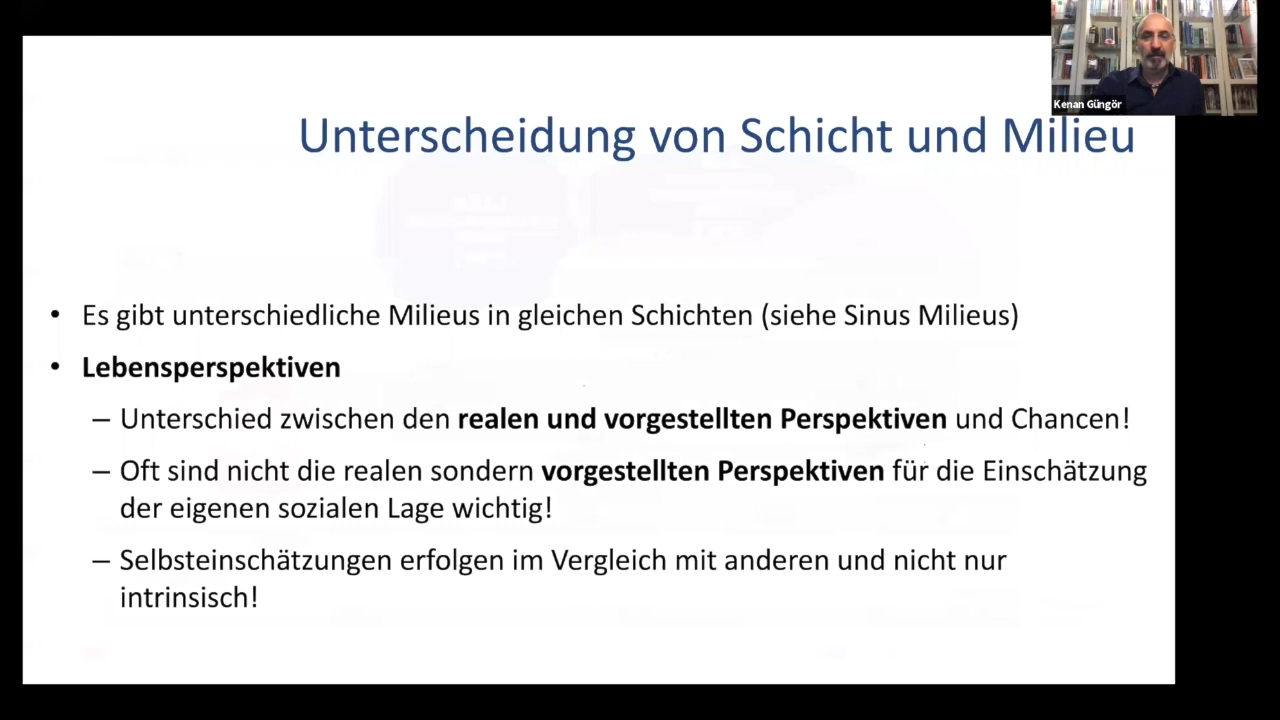 Kenan Güngör
Unterscheidung von Schicht und Milieu
• Es gibt unterschiedliche Milieus in gleichen Schichten (siehe Sinus Milieus)
• Lebensperspektiven
– Unterschied zwischen den realen und vorgestellten Perspektiven und Chancen!
– Oft sind nicht die realen sondern vorgestellten Perspektiven für die Einschätzung
der eigenen sozialen Lage wichtig!
– Selbsteinschätzungen erfolgen im Vergleich mit anderen und nicht nur
intrinsisch!